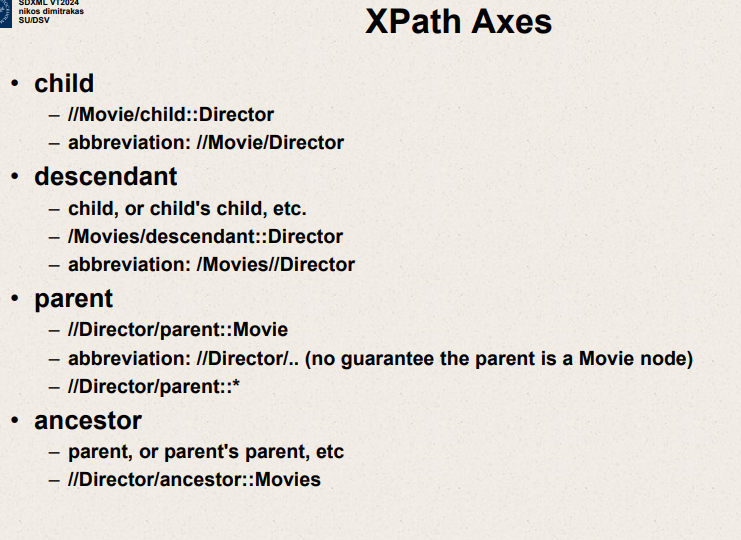 SDXML VT2024
nikos dimitrakas
SU/DSV
XPath Axes
• child
– //Movie/child::Director
– abbreviation: //Movie/Director
• descendant
– child, or child's child, etc.
– /Movies/descendant::Director
– abbreviation: /Movies//Director
• parent
– //Director/parent::Movie
– abbreviation: //Director/.. (no guarantee the parent is a Movie node)
– //Director/parent::*
• ancestor
– parent, or parent's parent, etc
– //Director/ancestor::Movies